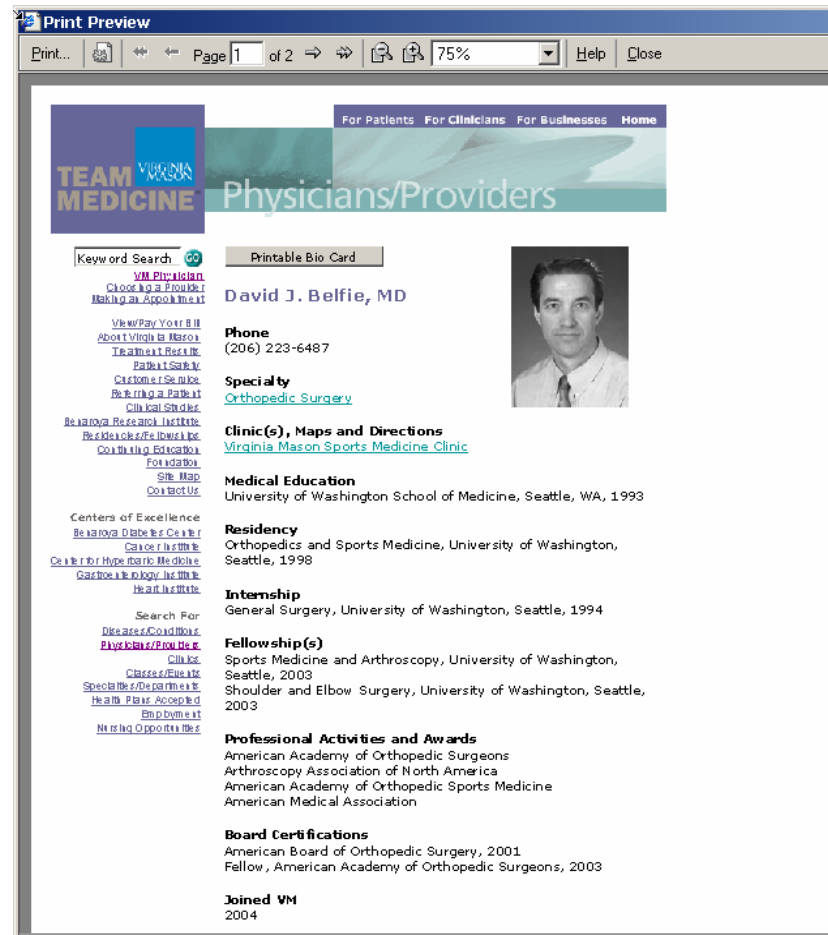 Print Preview
Print... Page 1 of 2 75% Help Close
For Patients For Clinicians For Businesses Home
TEAM MEDICINE
VIRGINIA MASON
Physicians/Providers
Keyword Search GO
VM Physician
Choosing a Provider
Making an Appointment
View/Pay Your Bill
About Virginia Mason
Treatment Results
Patient Safety
Customer Service
Referring a Patient
Clinical Studies
Benaroya Research Institute
Residencies/Fellowships
Continuing Education
Foundation
Site Map
Contact Us
Centers of Excellence
Benaroya Diabetes Center
Cancer Institute
Center for Hyperbaric Medicine
Gastroenterology Institute
Heart Institute
Search For
Diseases/Conditions
Physicians/Providers
Clinics
Classes/Events
Specialties/Departments
Health Plans Accepted
Employment
Nursing Opportunities
Printable Bio Card
David J. Belfie, MD
Phone
(206) 223-6487
Specialty
Orthopedic Surgery
Clinic(s), Maps and Directions
Virginia Mason Sports Medicine Clinic
Medical Education
University of Washington School of Medicine, Seattle, WA, 1993
Residency
Orthopedics and Sports Medicine, University of Washington,
Seattle, 1998
Internship
General Surgery, University of Washington, Seattle, 1994
Fellowship(s)
Sports Medicine and Arthroscopy, University of Washington,
Seattle, 2003
Shoulder and Elbow Surgery, University of Washington, Seattle,
2003
Professional Activities and Awards
American Academy of Orthopedic Surgeons
Arthroscopy Association of North America
American Academy of Orthopedic Sports Medicine
American Medical Association
Board Certifications
American Board of Orthopedic Surgery, 2001
Fellow, American Academy of Orthopedic Surgeons, 2003
Joined VM
2004